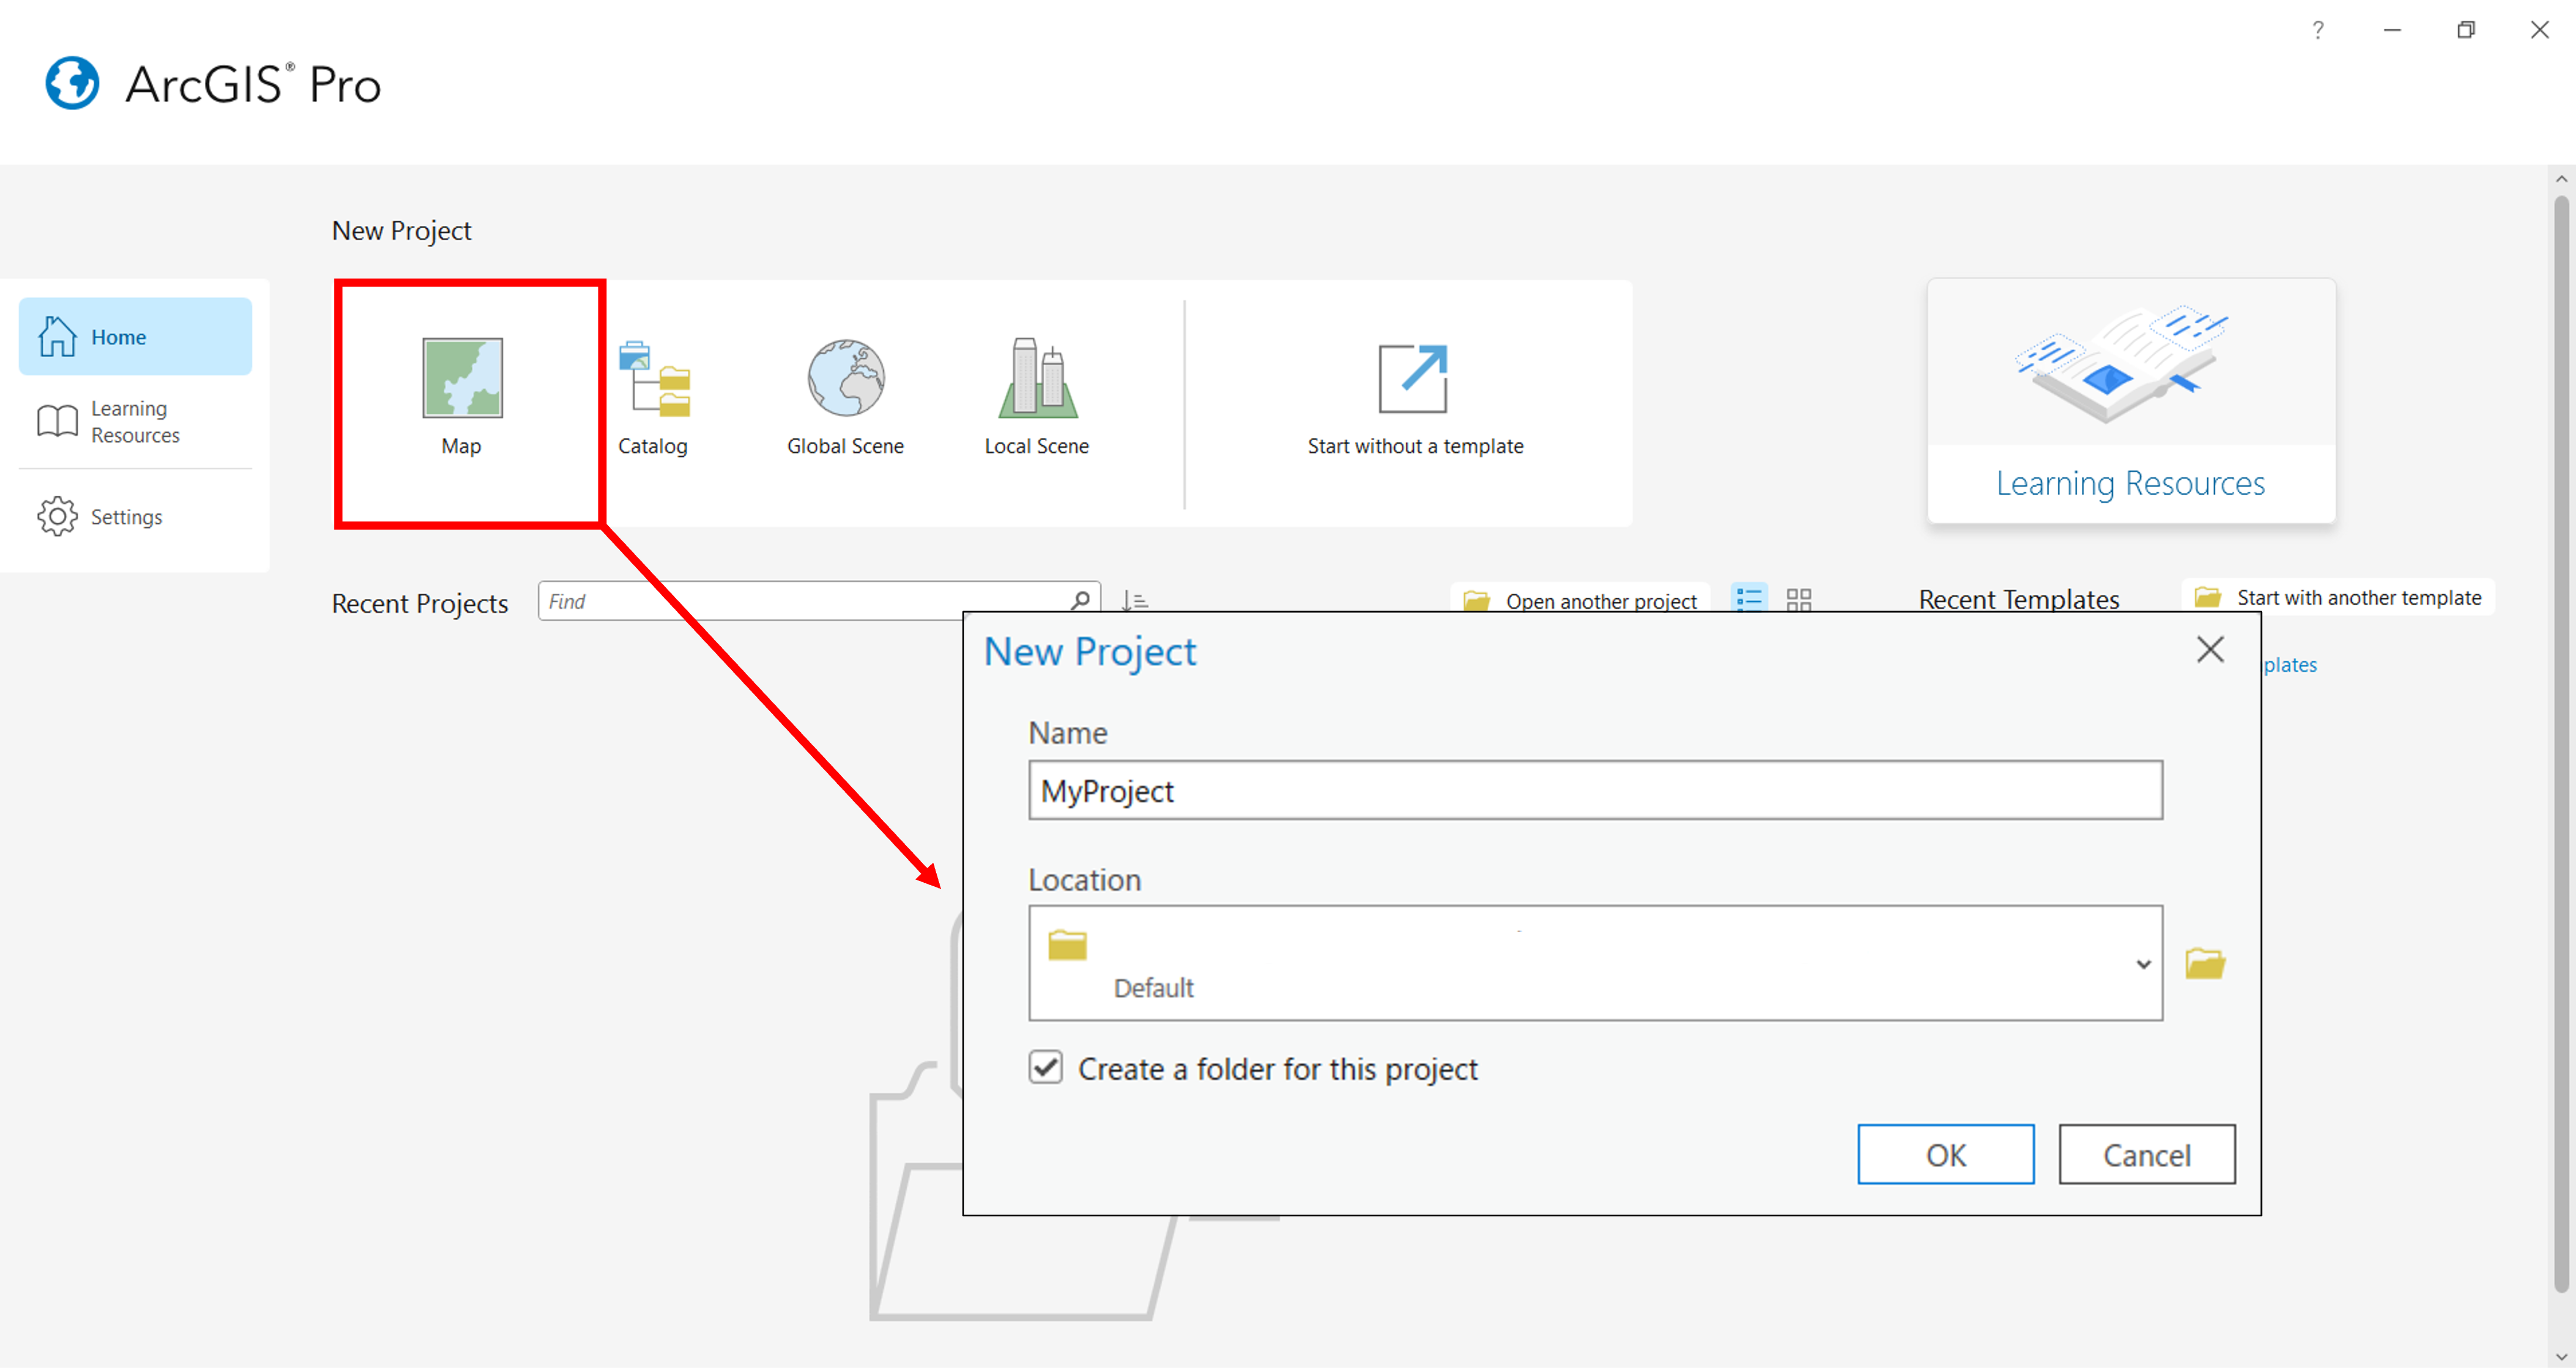 ArcGIS® Pro
New Project
Home
Learning
Resources
Settings
Map
Catalog
Global Scene
Local Scene
Start without a template
Learning Resources
Recent Projects
Find
Open another project
Recent Templates
Start with another template
plates
New Project
Name
MyProject
Location
Default
Create a folder for this project
OK
Cancel